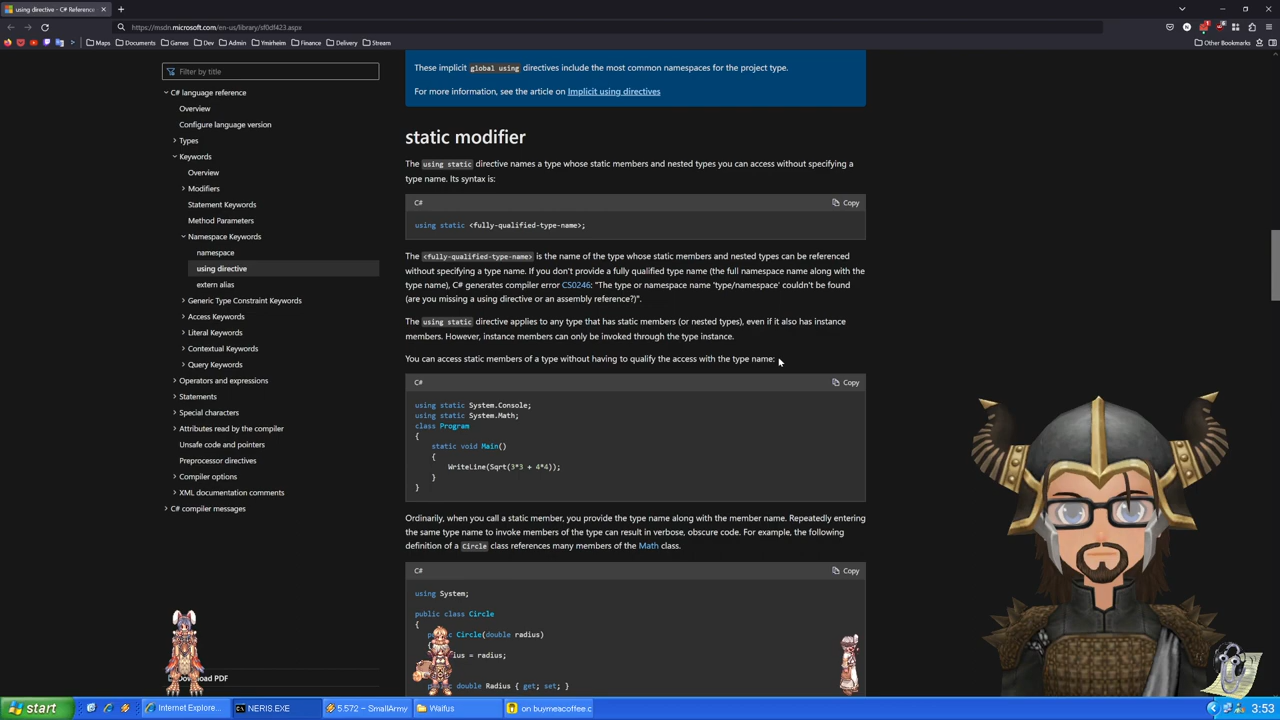 using directive - C# Reference
https://msdn.microsoft.com/en-us/library/sf0df423.aspx
Maps
Documents
Games
Dev
Admin
Ymirheim
Finance
Delivery
Stream
Other Bookmarks
Filter by title
C# language reference
Overview
Configure language version
Types
Keywords
Overview
Modifiers
Statement Keywords
Method Parameters
Namespace Keywords
namespace
using directive
extern alias
Generic Type Constraint Keywords
Access Keywords
Literal Keywords
Contextual Keywords
Query Keywords
Operators and expressions
Statements
Special characters
Attributes read by the compiler
Unsafe code and pointers
Preprocessor directives
Compiler options
XML documentation comments
C# compiler messages
Download PDF
These implicit global using directives include the most common namespaces for the project type.
For more information, see the article on Implicit using directives
static modifier
The using static directive names a type whose static members and nested types you can access without specifying a
type name. Its syntax is:
C# Copy
using static <fully-qualified-type-name>;
The <fully-qualified-type-name> is the name of the type whose static members and nested types can be referenced
without specifying a type name. If you don't provide a fully qualified type name (the full namespace name along with the
type name), C# generates compiler error CS0246: "The type or namespace name 'type/namespace' couldn't be found
(are you missing a using directive or an assembly reference?)".
The using static directive applies to any type that has static members (or nested types), even if it also has instance
members. However, instance members can only be invoked through the type instance.
You can access static members of a type without having to qualify the access with the type name:
C# Copy
using static System.Console;
using static System.Math;
class Program
{
static void Main()
{
WriteLine(Sqrt(3*3 + 4*4));
}
}
Ordinarily, when you call a static member, you provide the type name along with the member name. Repeatedly entering
the same type name to invoke members of the type can result in verbose, obscure code. For example, the following
definition of a Circle class references many members of the Math class.
C# Copy
using System;
public class Circle
{
Circle(double radius)
= radius;
double Radius { get; set; }
start
Internet Explore...
NERIS.EXE
5.572 - SmallArmy
Waifus
on buymeacoffee.c
3:53